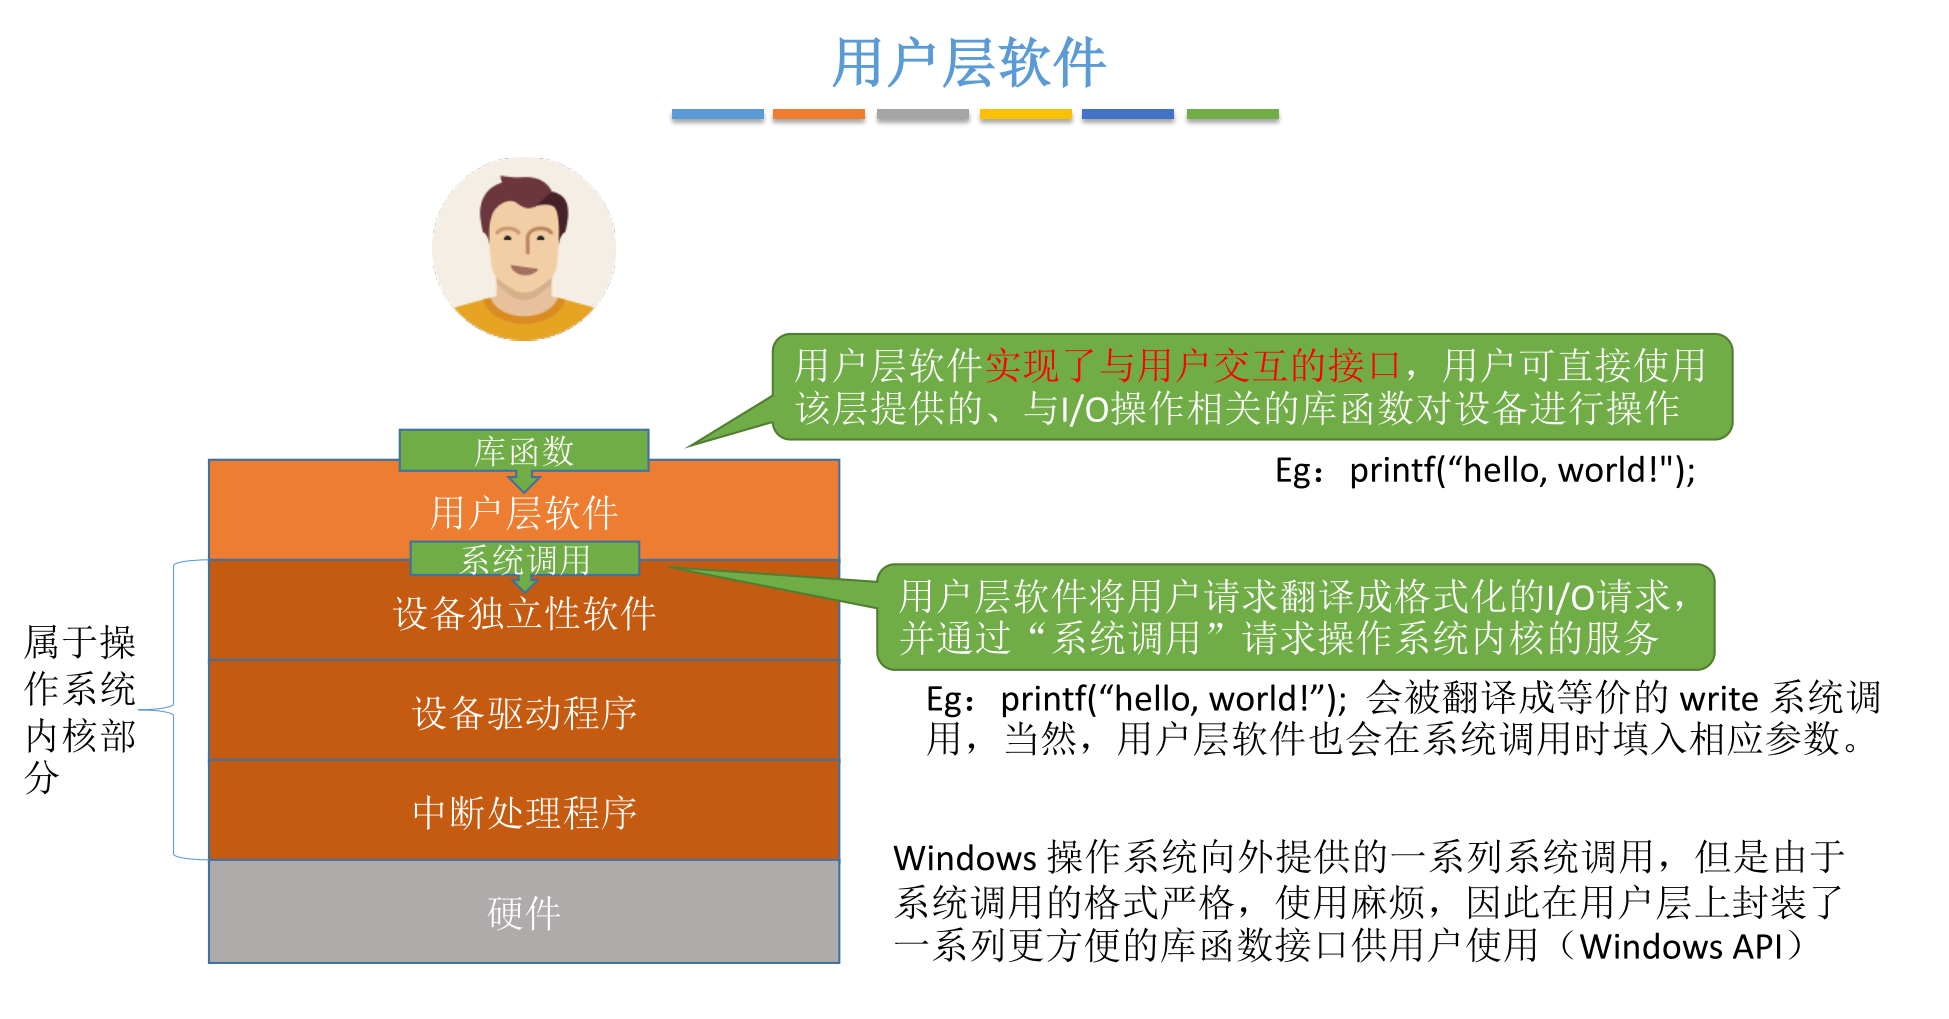 用户层软件
用户层软件实现了与用户交互的接口，用户可直接使用
该层提供的、与I/O操作相关的库函数对设备进行操作
库函数
Eg：printf(“hello, world!");
用户层软件
系统调用
用户层软件将用户请求翻译成格式化的I/O请求，
并通过“系统调用”请求操作系统内核的服务
设备独立性软件
属于操
作系统
内核部
分
Eg：printf(“hello, world!”); 会被翻译成等价的 write 系统调
用，当然，用户层软件也会在系统调用时填入相应参数。
设备驱动程序
中断处理程序
Windows 操作系统向外提供的一系列系统调用，但是由于
系统调用的格式严格，使用麻烦，因此在用户层上封装了
一系列更方便的库函数接口供用户使用（Windows API）
硬件